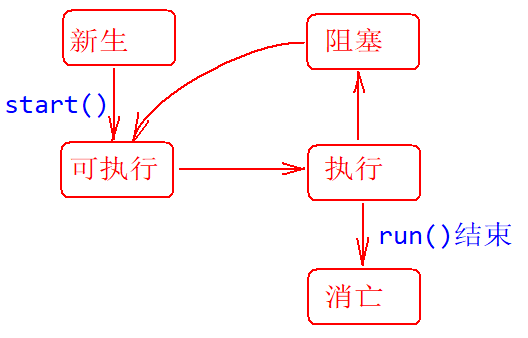 新生
阻塞
start()
可执行
执行
run()结束
消亡